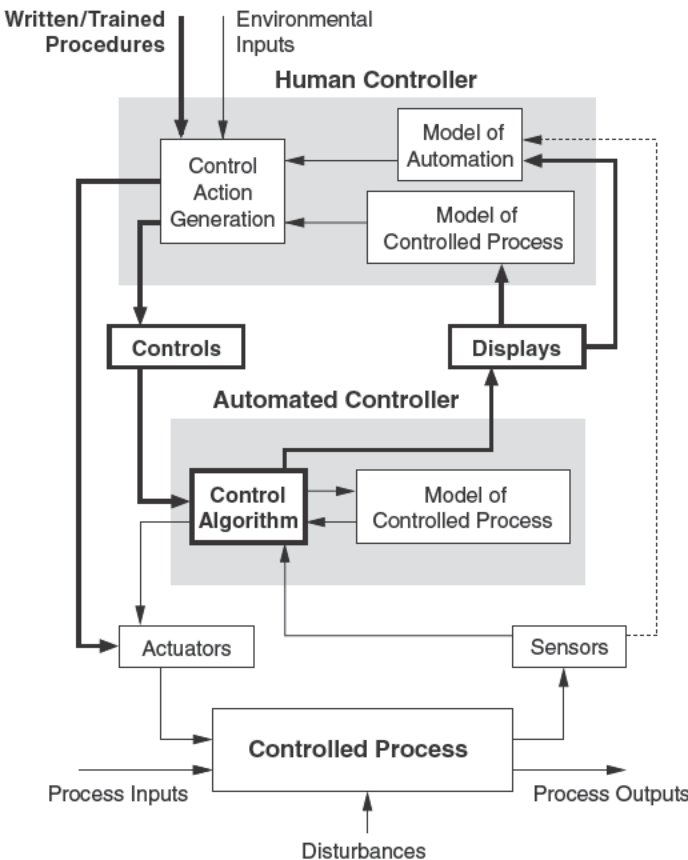 Written/Trained
Procedures
Environmental
Inputs
Human Controller
Control
Action
Generation
Model of
Automation
Model of
Controlled Process
Controls
Displays
Automated Controller
Control
Algorithm
Model of
Controlled Process
Actuators
Sensors
Controlled Process
Process Inputs
Process Outputs
Disturbances